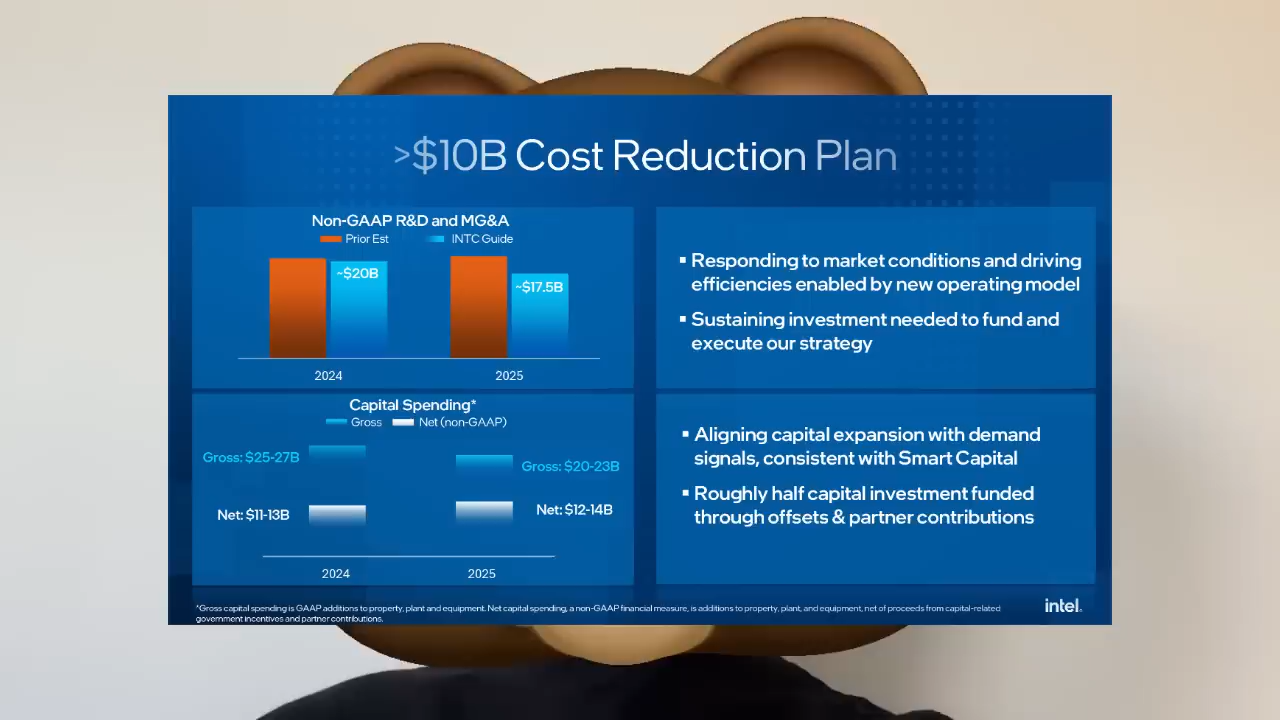 >$10B Cost Reduction Plan
Non-GAAP R&D and MG&A
Prior Est INTC Guide
~$20B
~$17.5B
2024 2025
▪ Responding to market conditions and driving
efficiencies enabled by new operating model
▪ Sustaining investment needed to fund and
execute our strategy
Capital Spending*
Gross Net (non-GAAP)
Gross: $25-27B
Gross: $20-23B
Net: $11-13B
Net: $12-14B
2024 2025
▪ Aligning capital expansion with demand
signals, consistent with Smart Capital
▪ Roughly half capital investment funded
through offsets & partner contributions
*Gross capital spending is GAAP additions to property, plant and equipment. Net capital spending, a non-GAAP financial measure, is additions to property, plant, and equipment, net of proceeds from capital-related
government incentives and partner contributions.
intel.